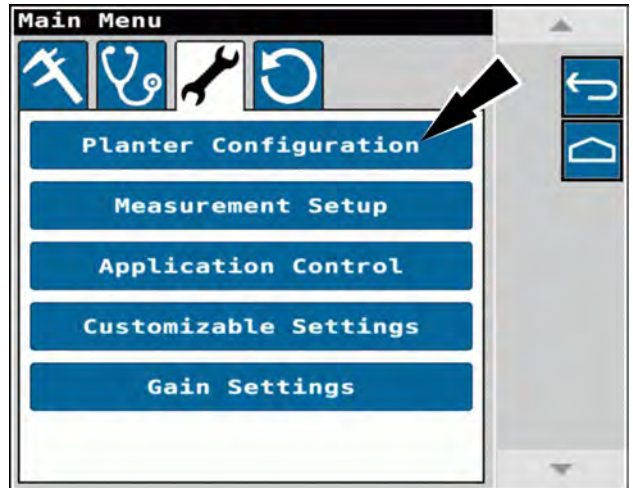 Main Menu
Planter Configuration
Measurement Setup
Application Control
Customizable Settings
Gain Settings